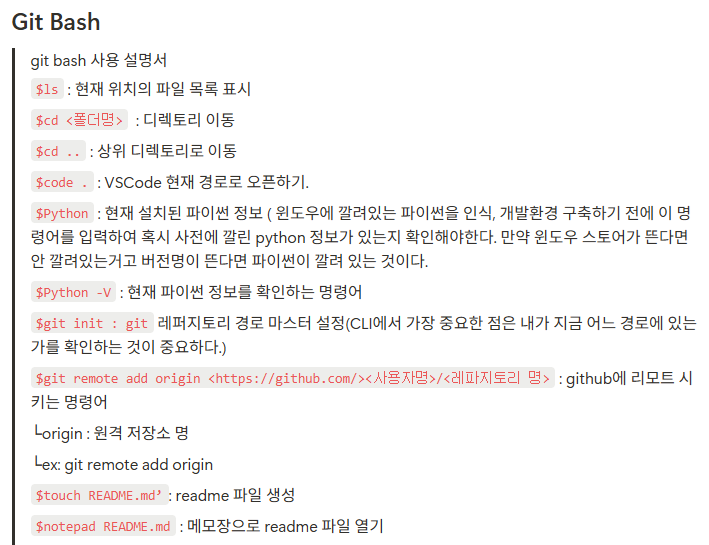 Git Bash
git bash 사용 설명서
$ls : 현재 위치의 파일 목록 표시
$cd <폴더명> : 디렉토리 이동
$cd .. : 상위 디렉토리로 이동
$code . : VSCode 현재 경로로 오픈하기.
$Python : 현재 설치된 파이썬 정보 ( 윈도우에 깔려있는 파이썬을 인식, 개발환경 구축하기 전에 이 명
령어를 입력하여 혹시 사전에 깔린 python 정보가 있는지 확인해야한다. 만약 윈도우 스토어가 뜬다면
안 깔려있는거고 버전명이 뜬다면 파이썬이 깔려 있는 것이다.
$Python -V : 현재 파이썬 정보를 확인하는 명령어
$git init : git 레퍼지토리 경로 마스터 설정(CLI에서 가장 중요한 점은 내가 지금 어느 경로에 있는
가를 확인하는 것이 중요하다.)
$git remote add origin <https://github.com/><사용자명>/<레파지토리 명> : github에 리모트 시
키는 명령어
└origin : 원격 저장소 명
└ex: git remote add origin
$touch README.md’ : readme 파일 생성
$notepad README.md : 메모장으로 readme 파일 열기